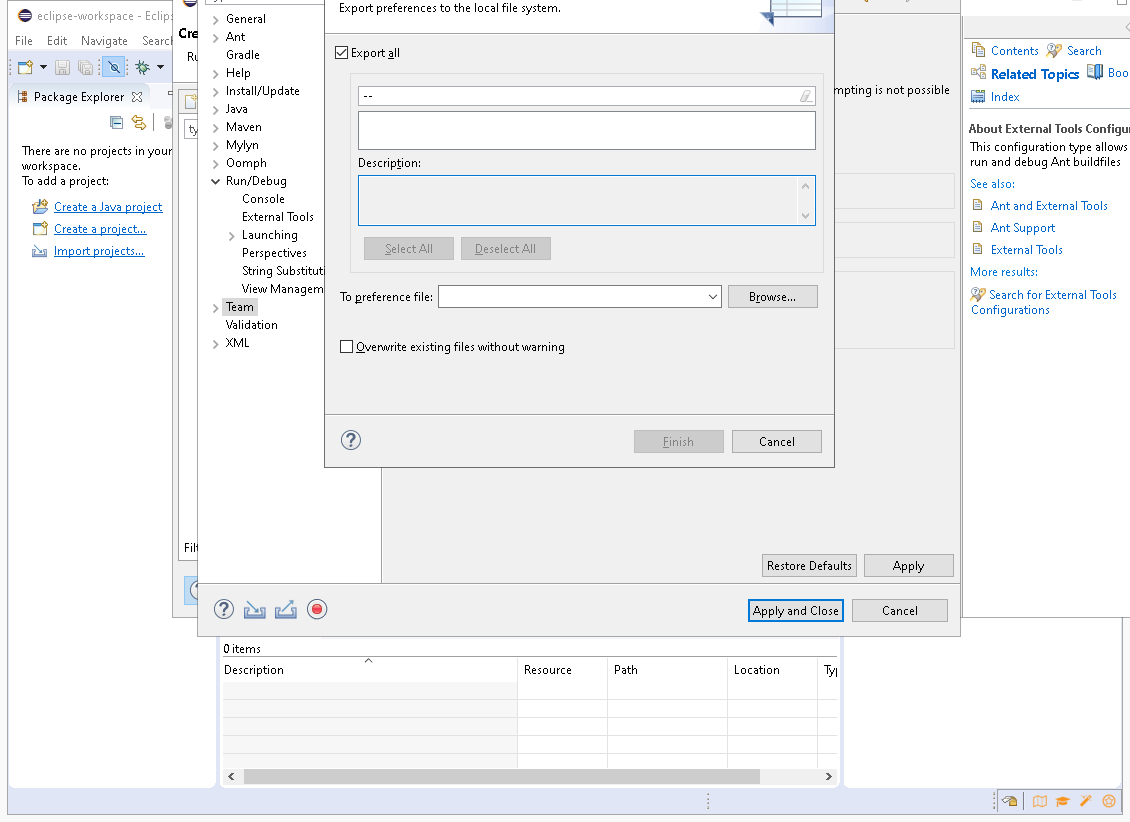 eclipse-workspace - Eclips
File Edit Navigate Search
Package Explorer
There are no projects in your
workspace.
To add a project:
Create a Java project
Create a project...
Import projects...
Cre
Ru
ty
Filt
General
Ant
Gradle
Help
Install/Update
Java
Maven
Mylyn
Oomph
Run/Debug
Console
External Tools
Launching
Perspectives
String Substituti
View Managem
Team
Validation
XML
Export preferences to the local file system.
Export all
--
Description:
Select All Deselect All
To preference file: Browse...
Overwrite existing files without warning
Finish Cancel
mpting is not possible
Restore Defaults Apply
Apply and Close Cancel
Contents Search
Related Topics Boo
Index
About External Tools Configu
This configuration type allows
run and debug Ant buildfiles
See also:
Ant and External Tools
Ant Support
External Tools
More results:
Search for External Tools
Configurations
0 items
Description Resource Path Location Typ